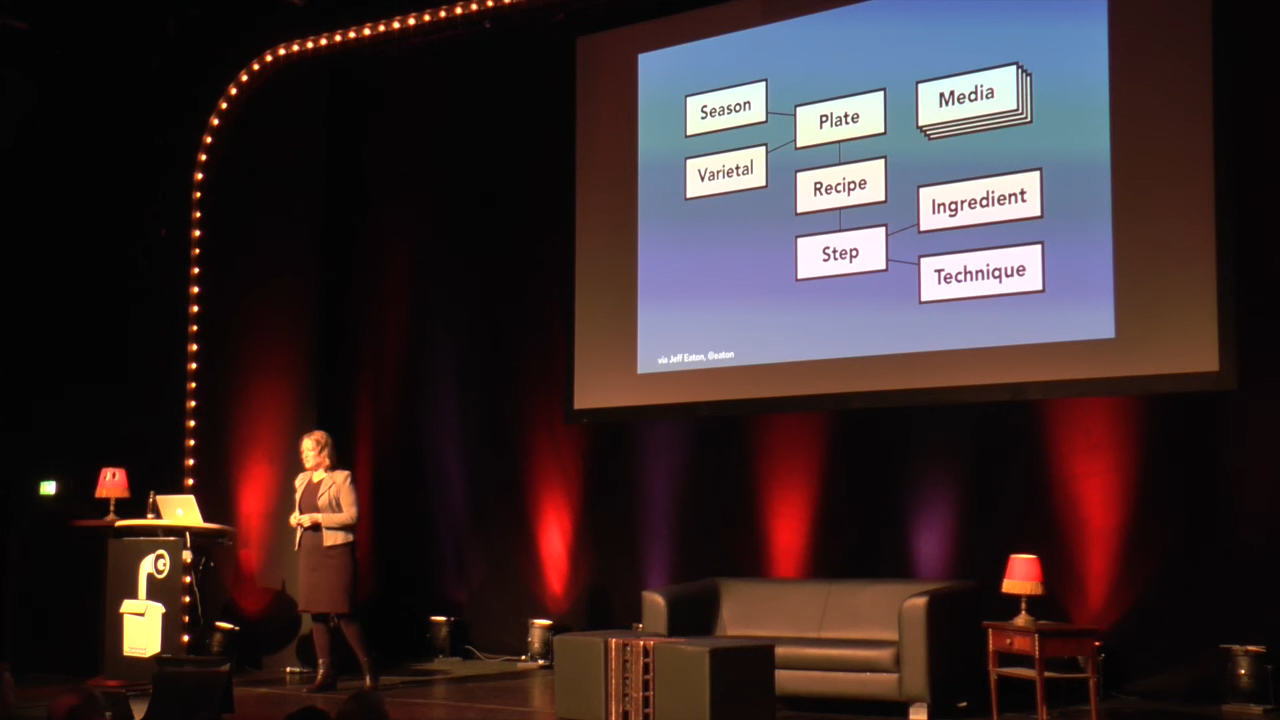 Season
Plate
Media
Varietal
Recipe
Ingredient
Step
Technique
via Jeff Eaton, @eaton